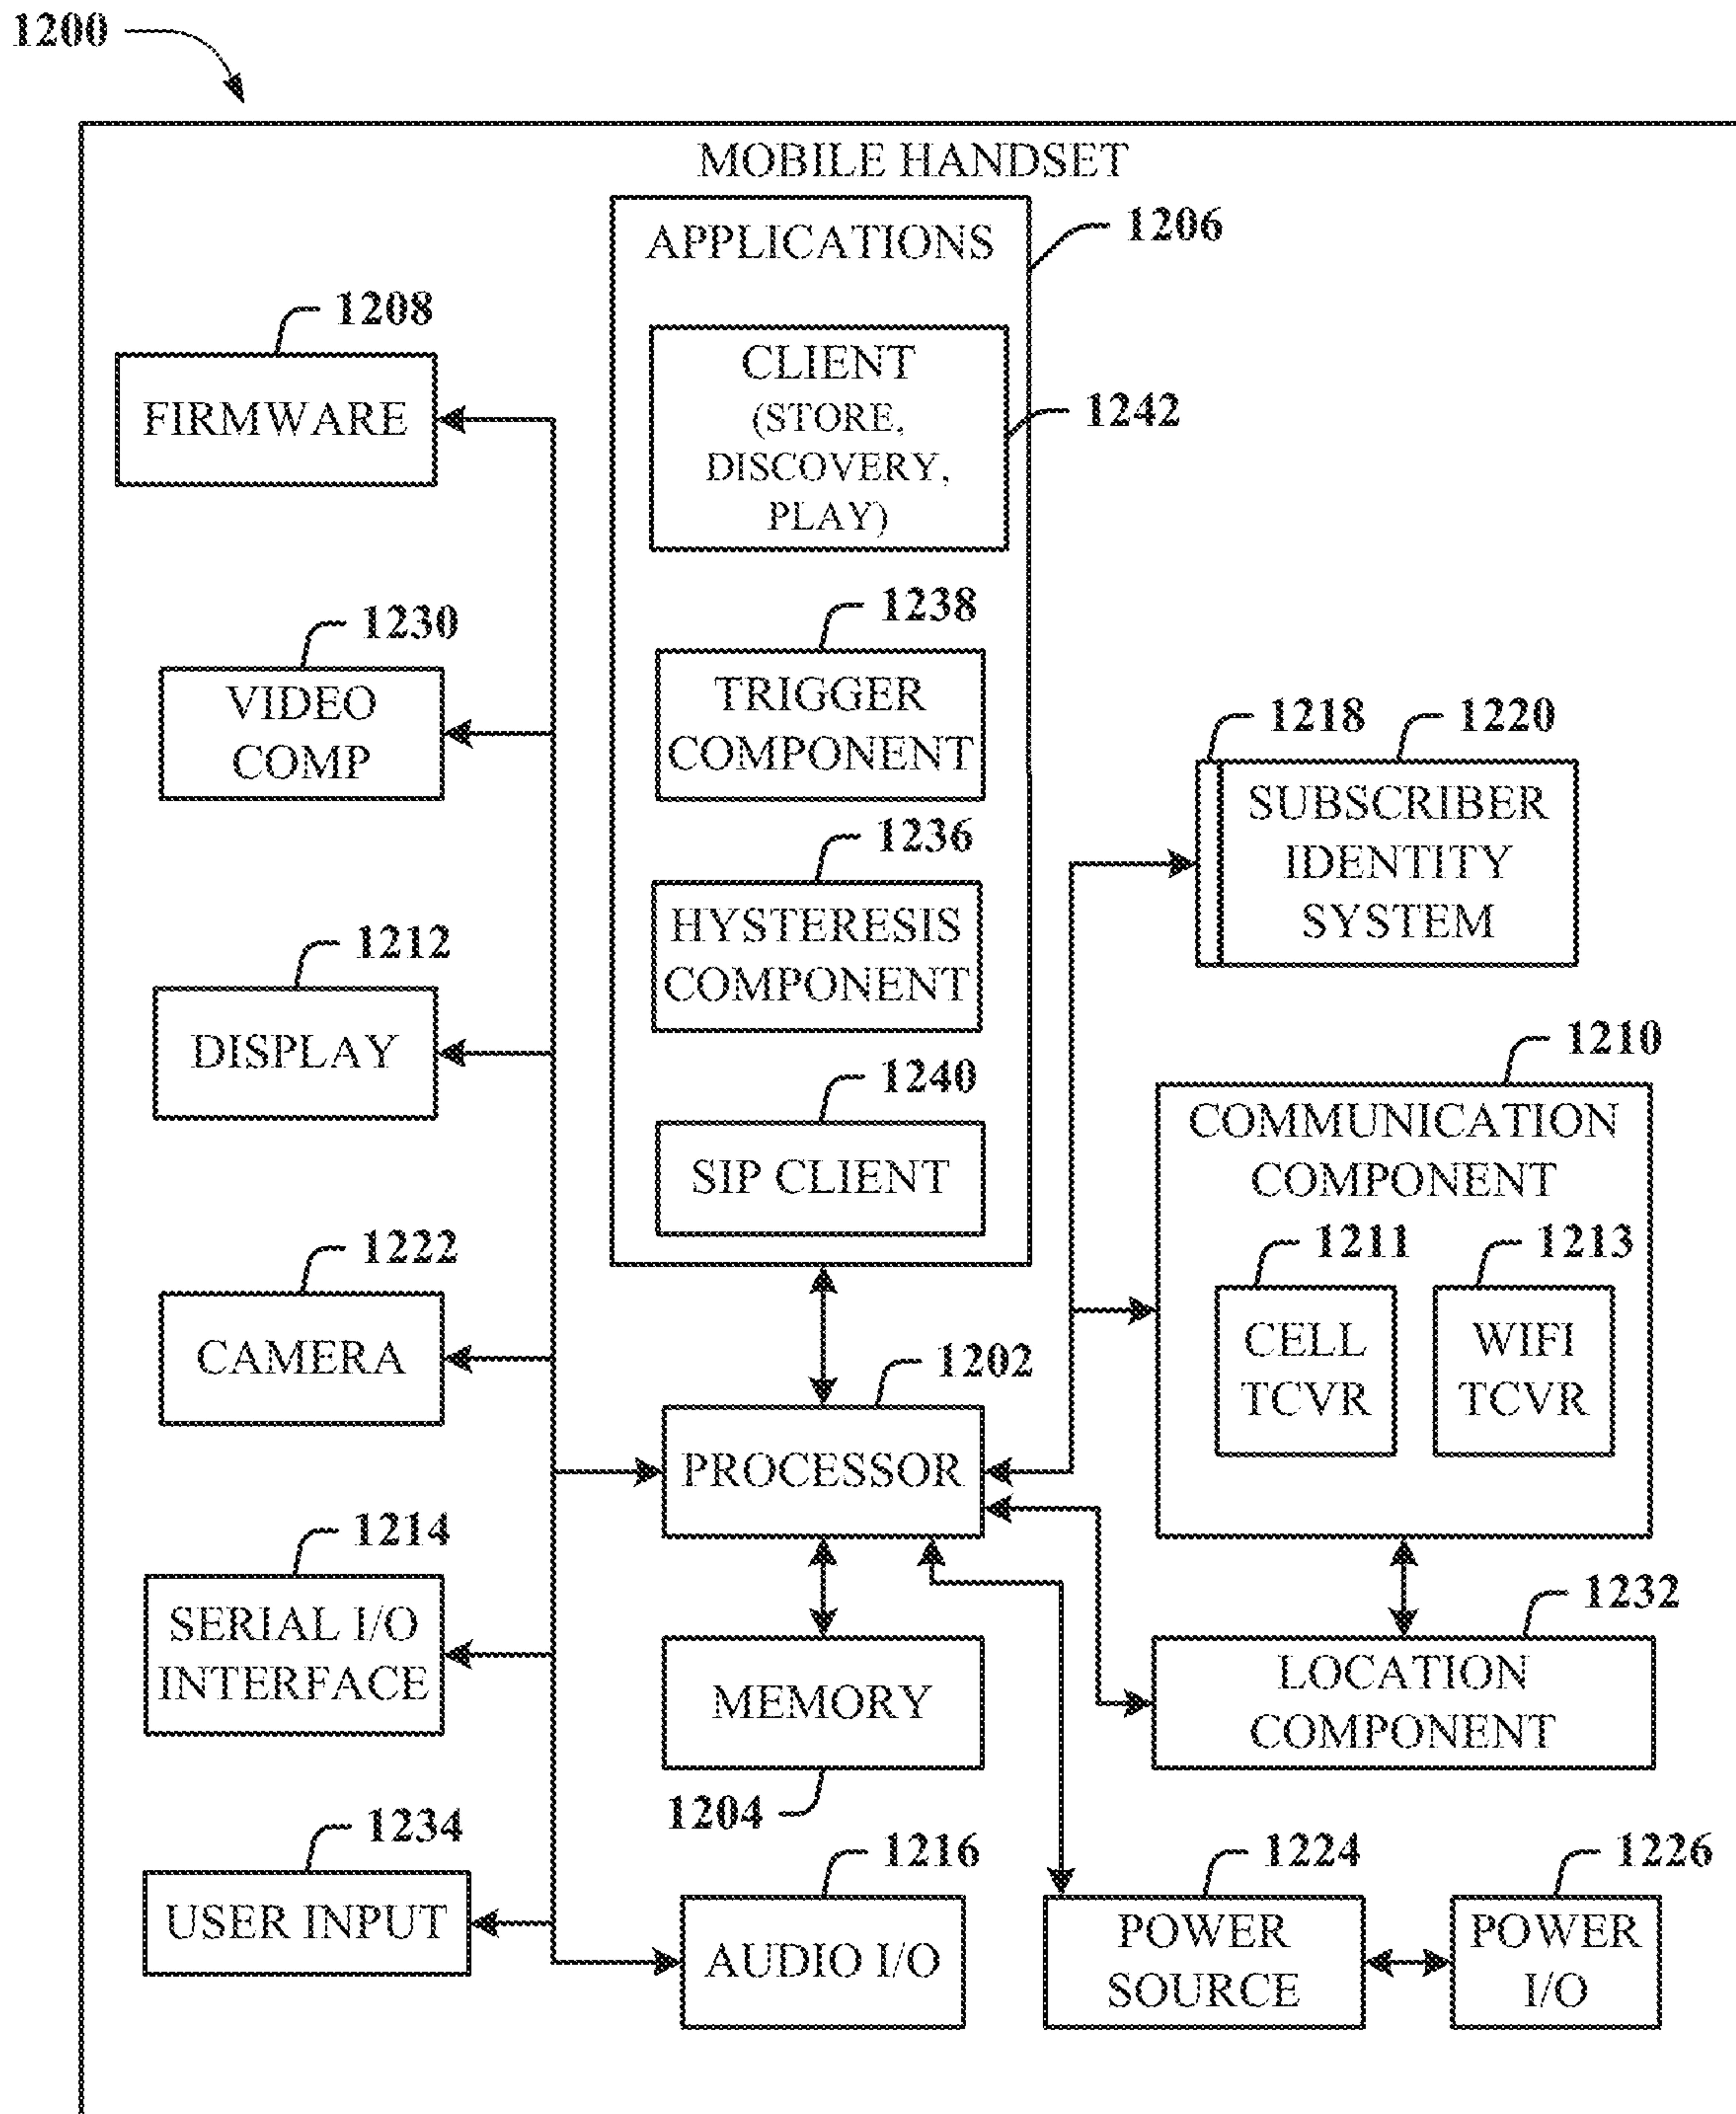 1200
MOBILE HANDSET
APPLICATIONS
1206
CLIENT
(STORE,
DISCOVERY,
PLAY)
1242
1238
TRIGGER
COMPONENT
1236
HYSTERESIS
COMPONENT
1240
SIP CLIENT
1208
FIRMWARE
1230
VIDEO
COMP
1212
DISPLAY
1222
CAMERA
1214
SERIAL I/O
INTERFACE
1234
USER INPUT
1202
PROCESSOR
MEMORY
1204
1216
AUDIO I/O
1218
1220
SUBSCRIBER
IDENTITY
SYSTEM
1210
COMMUNICATION
COMPONENT
1211
CELL
TCVR
1213
WIFI
TCVR
1232
LOCATION
COMPONENT
1224
POWER
SOURCE
1226
POWER
I/O